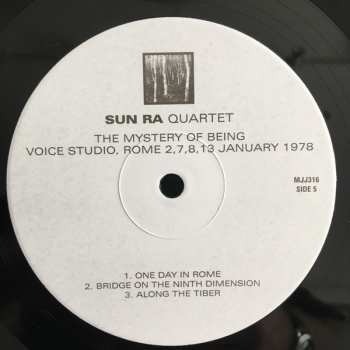 SUN RA QUARTET
THE MYSTERY OF BEING
VOICE STUDIO, ROME 2,7,8,13 JANUARY 1978
MJJ316
SIDE 5
1. ONE DAY IN ROME
2. BRIDGE ON THE NINTH DIMENSION
3. ALONG THE TIBER